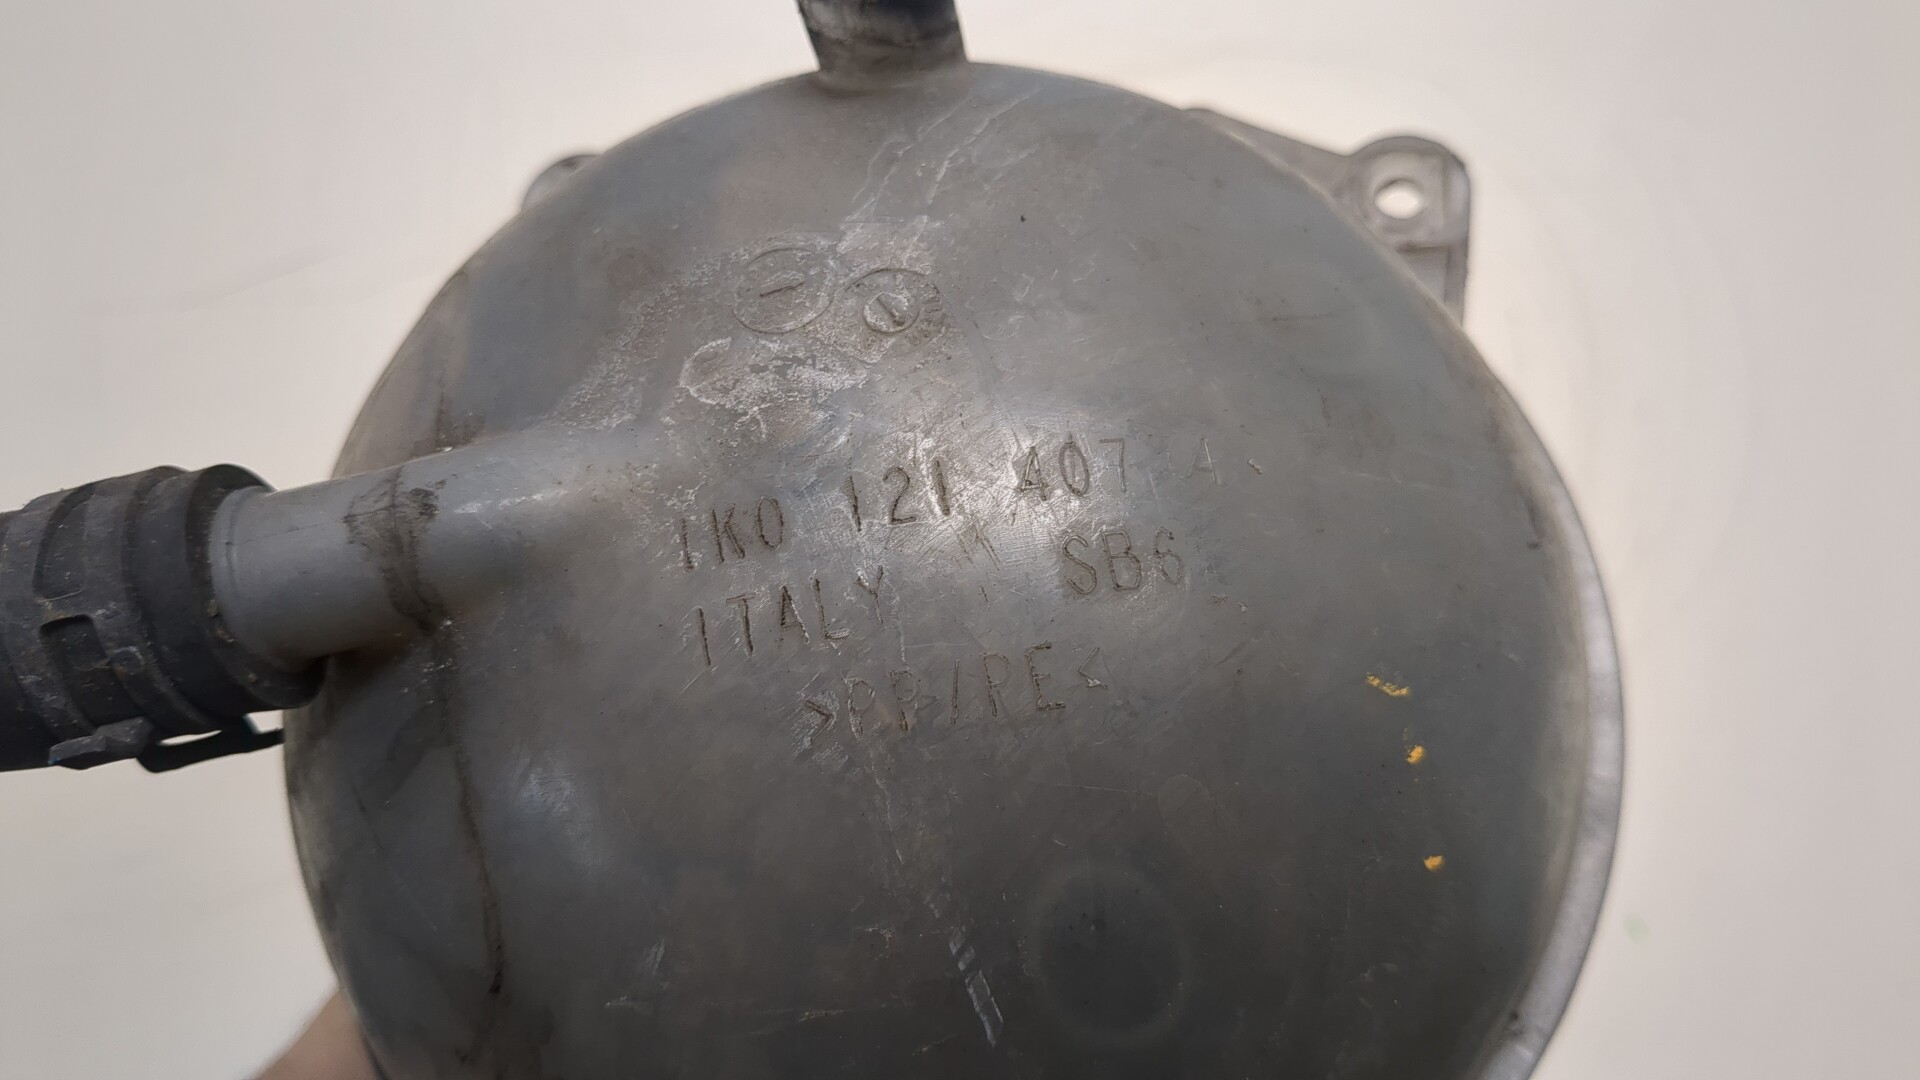 1K0 121 407 A
ITALY M SB6
>PP/PE<